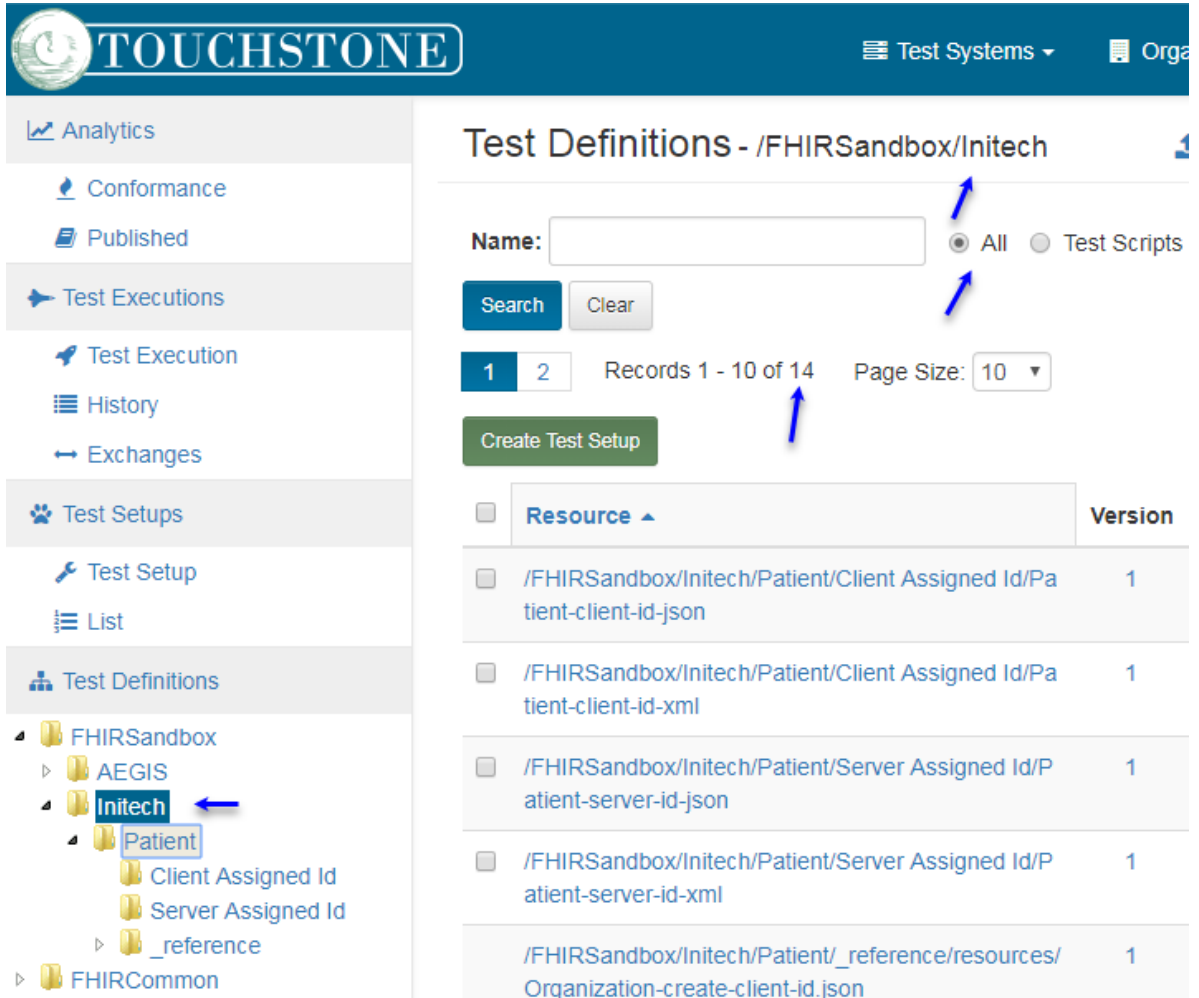 TOUCHSTONE
Test Systems
Orga
Analytics
Conformance
Published
Test Executions
Test Execution
History
Exchanges
Test Setups
Test Setup
List
Test Definitions
FHIRSandbox
AEGIS
Initech
Patient
Client Assigned Id
Server Assigned Id
_reference
FHIRCommon
Test Definitions - /FHIRSandbox/Initech
Name: All Test Scripts
Search Clear
1 2 Records 1 - 10 of 14 Page Size: 10
Create Test Setup
Resource Version
/FHIRSandbox/Initech/Patient/Client Assigned Id/Pa 1
tient-client-id-json
/FHIRSandbox/Initech/Patient/Client Assigned Id/Pa 1
tient-client-id-xml
/FHIRSandbox/Initech/Patient/Server Assigned Id/P 1
atient-server-id-json
/FHIRSandbox/Initech/Patient/Server Assigned Id/P 1
atient-server-id-xml
/FHIRSandbox/Initech/Patient/_reference/resources/ 1
Organization-create-client-id.json